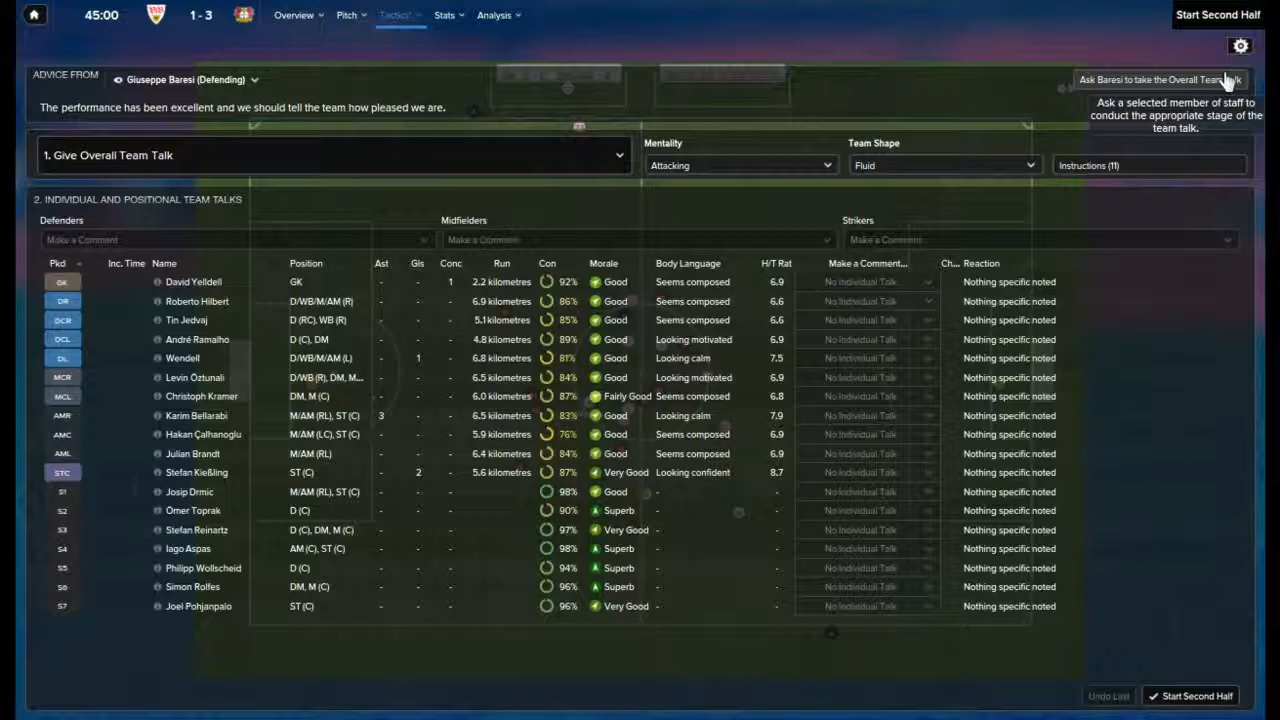 45:00 1 - 3 Overview Pitch Tactics Stats Analysis Start Second Half
ADVICE FROM Giuseppe Baresi (Defending) Ask Baresi to take the Overall Team
The performance has been excellent and we should tell the team how pleased we are.
Ask a selected member of staff to
conduct the appropriate stage of the
team talk.
Mentality Team Shape
1. Give Overall Team Talk Attacking Fluid Instructions (11)
2. INDIVIDUAL AND POSITIONAL TEAM TALKS
Defenders Midfielders Strikers
Make a Comment Make a Comment Make a Comment
Pkd Inc. Time Name Position Ast Gls Conc Run Con Morale Body Language H/T Rat Make a Comment... Ch... Reaction
GK David Yelldell GK - - 1 2.2 kilometres 92% Good Seems composed 6.9 No Individual Talk Nothing specific noted
DR Roberto Hilbert D/WB/M/AM (R) - - - 6.9 kilometres 86% Good Seems composed 6.6 No Individual Talk Nothing specific noted
DCR Tin Jedvaj D (RC), WB (R) - - - 5.1 kilometres 85% Good Seems composed 6.6 No Individual Talk Nothing specific noted
DCL André Ramalho D (C), DM - - - 4.8 kilometres 89% Good Looking motivated 6.9 No Individual Talk Nothing specific noted
DL Wendell D/WB/M/AM (L) - 1 - 6.8 kilometres 81% Good Looking calm 7.5 No Individual Talk Nothing specific noted
MCR Levin Öztunali D/WB (R), DM, M... - - - 6.5 kilometres 84% Good Looking motivated 6.9 No Individual Talk Nothing specific noted
MCL Christoph Kramer DM, M (C) - - - 6.0 kilometres 87% Fairly Good Seems composed 6.8 No Individual Talk Nothing specific noted
AMR Karim Bellarabi M/AM (RL), ST (C) 3 - - 6.5 kilometres 83% Good Looking calm 7.9 No Individual Talk Nothing specific noted
AMC Hakan Çalhanoglu M/AM (LC), ST (C) - - - 5.9 kilometres 76% Good Seems composed 6.9 No Individual Talk Nothing specific noted
AML Julian Brandt M/AM (RL) - - - 6.4 kilometres 84% Good Seems composed 6.9 No Individual Talk Nothing specific noted
STC Stefan Kießling ST (C) - 2 - 5.6 kilometres 87% Very Good Looking confident 8.7 No Individual Talk Nothing specific noted
S1 Josip Drmic M/AM (RL), ST (C) - - - 98% Good - - No Individual Talk Nothing specific noted
S2 Ömer Toprak D (C) - - - 90% Superb - - No Individual Talk Nothing specific noted
S3 Stefan Reinartz D (C), DM, M (C) - - - 97% Very Good - - No Individual Talk Nothing specific noted
S4 Iago Aspas AM (C), ST (C) - - - 98% Superb - - No Individual Talk Nothing specific noted
S5 Philipp Wollscheid D (C) - - - 94% Superb - - No Individual Talk Nothing specific noted
S6 Simon Rolfes DM, M (C) - - - 96% Superb - - No Individual Talk Nothing specific noted
S7 Joel Pohjanpalo ST (C) - - - 96% Very Good - - No Individual Talk Nothing specific noted
Undo Last Start Second Half